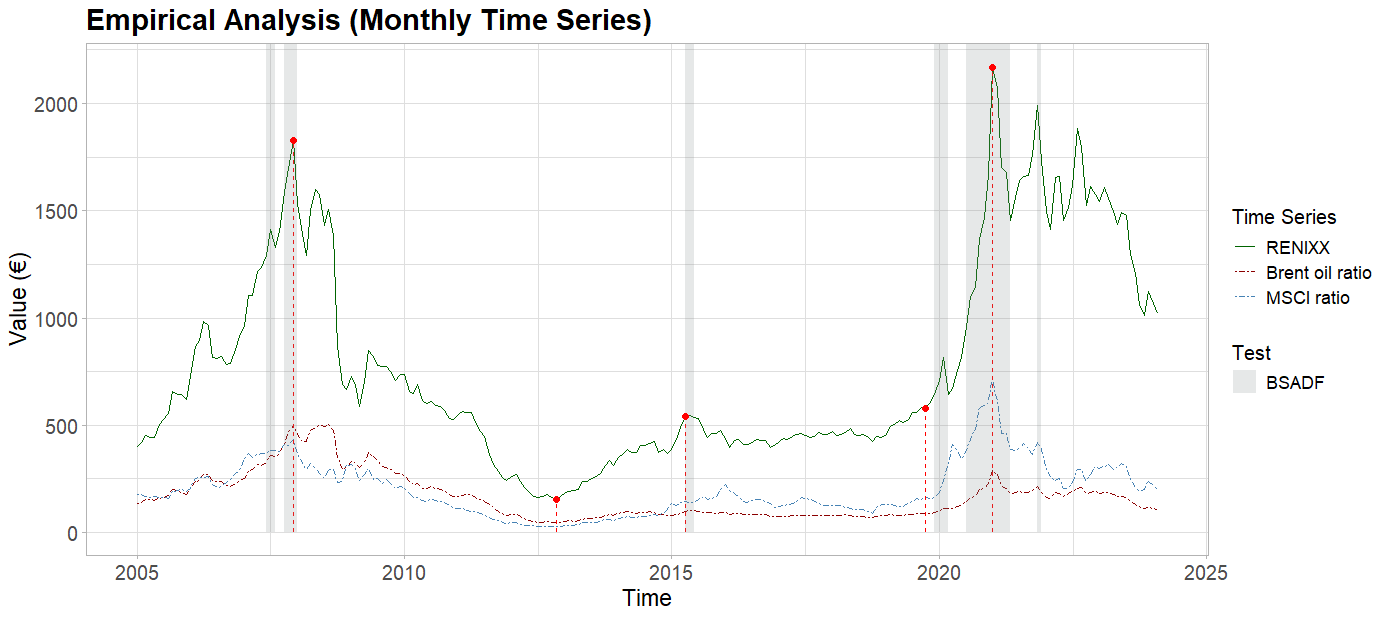 Empirical Analysis (Monthly Time Series)
Value (€)
2000
1500
1000
500
0
2005
2010
2015
2020
2025
Time
Time Series
RENIXX
Brent oil ratio
MSCI ratio
Test
BSADF